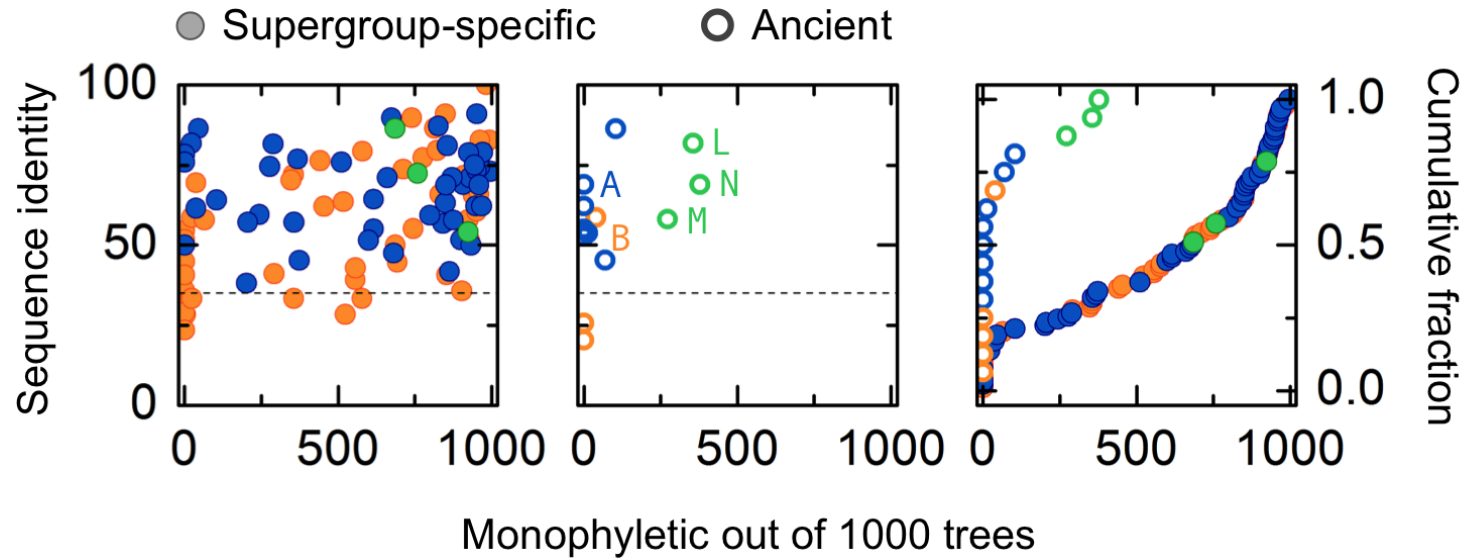 Supergroup-specific
Ancient
Sequence identity
100
50
0
0
500
1000
A
B
L
N
M
0
500
1000
0
500
1000
1.0
0.5
0.0
Cumulative fraction
Monophyletic out of 1000 trees